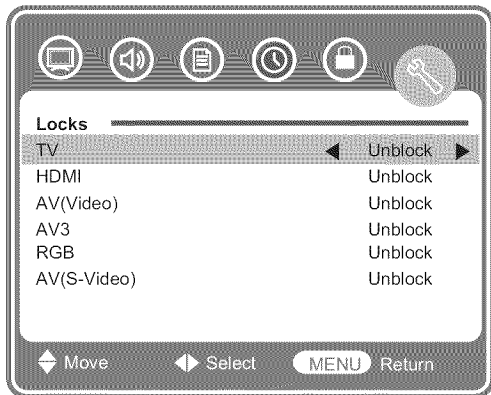 Locks
TV Unblock
HDMI Unblock
AV(Video) Unblock
AV3 Unblock
RGB Unblock
AV(S-Video) Unblock
Move Select MENU Return